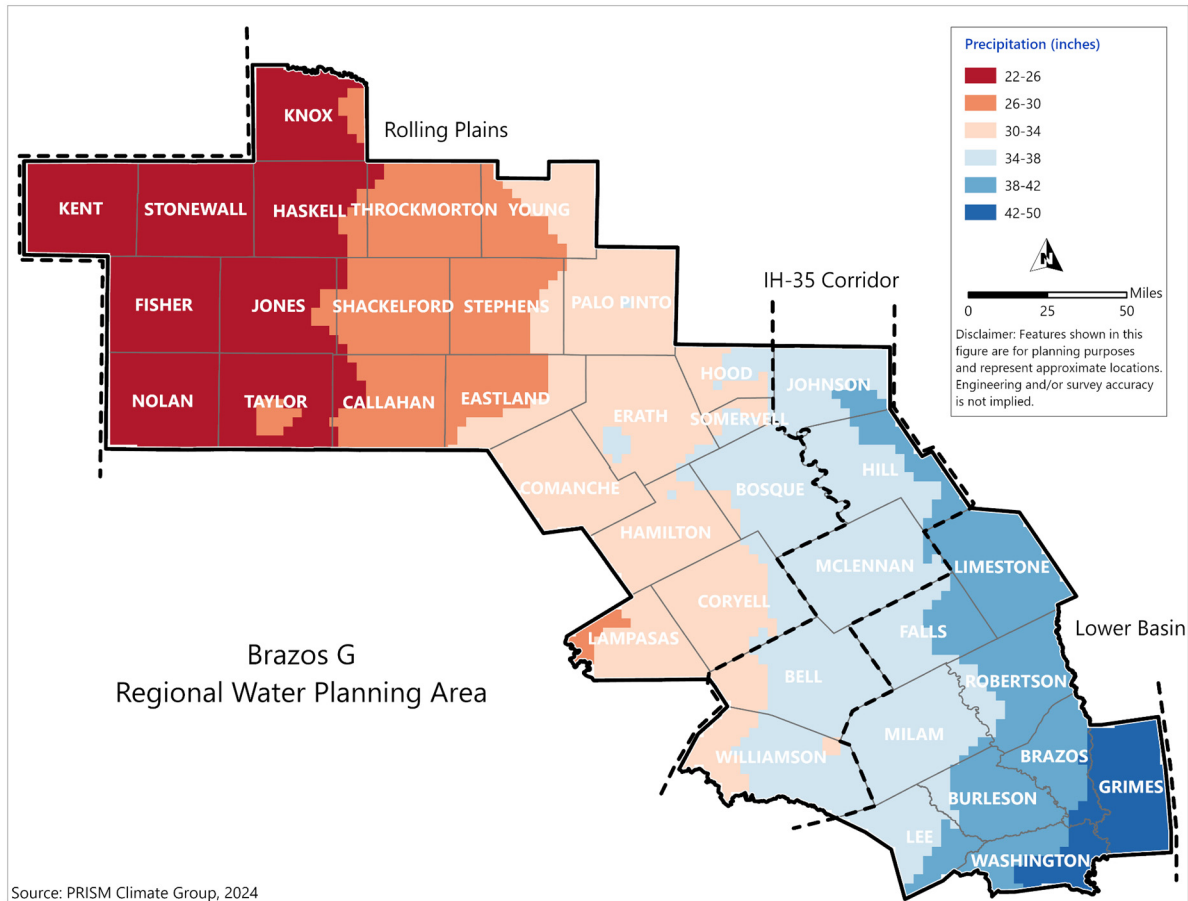 Precipitation (inches)
22-26
26-30
30-34
34-38
38-42
42-50
N
0 25 50 Miles
Disclaimer: Features shown in this
figure are for planning purposes
and represent approximate locations.
Engineering and/or survey accuracy
is not implied.
KNOX
Rolling Plains
KENT STONEWALL HASKELL THROCKMORTON YOUNG
IH-35 Corridor
FISHER JONES SHACKELFORD STEPHENS PALO PINTO
HOOD JOHNSON
NOLAN TAYLOR CALLAHAN EASTLAND
ERATH SOMERVELL
HILL
COMANCHE BOSQUE
HAMILTON
MCLENNAN LIMESTONE
CORYELL
LAMPASAS FALLS Lower Basin
Brazos G
Regional Water Planning Area
BELL ROBERTSON
MILAM
WILLIAMSON BRAZOS
BURLESON GRIMES
LEE
WASHINGTON
Source: PRISM Climate Group, 2024